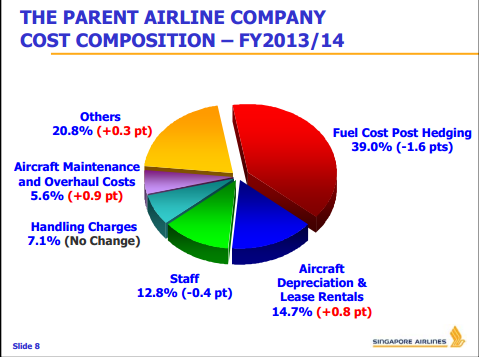 THE PARENT AIRLINE COMPANY
COST COMPOSITION – FY2013/14
Others
20.8% (+0.3 pt)
Fuel Cost Post Hedging
39.0% (-1.6 pts)
Aircraft Maintenance
and Overhaul Costs
5.6% (+0.9 pt)
Handling Charges
7.1% (No Change)
Staff
12.8% (-0.4 pt)
Aircraft
Depreciation &
Lease Rentals
14.7% (+0.8 pt)
Slide 8
SINGAPORE AIRLINES